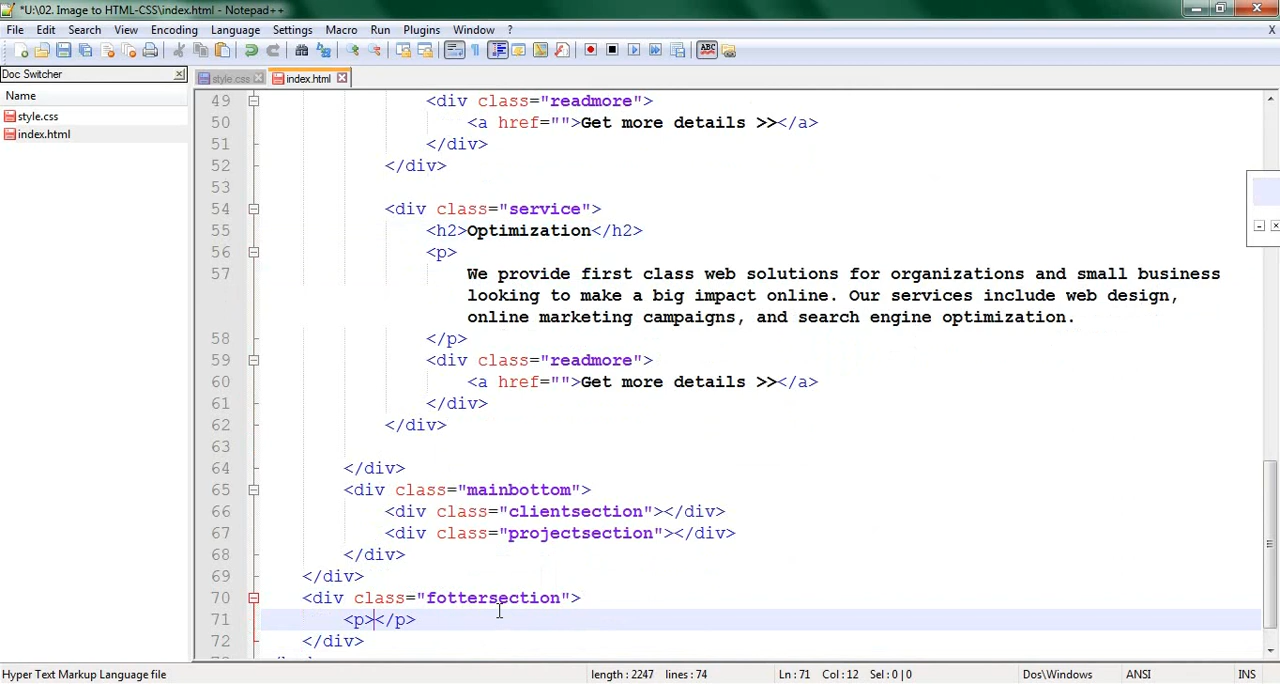 *U:\02. Image to HTML-CSS\index.html - Notepad++
File Edit Search View Encoding Language Settings Macro Run Plugins Window ? X
Doc Switcher
style.css index.html
Name
style.css
index.html
49 <div class="readmore">
50 <a href="">Get more details >></a>
51 </div>
52 </div>
53
54 <div class="service">
55 <h2>Optimization</h2>
56 <p>
57 We provide first class web solutions for organizations and small business
looking to make a big impact online. Our services include web design,
online marketing campaigns, and search engine optimization.
58 </p>
59 <div class="readmore">
60 <a href="">Get more details >></a>
61 </div>
62 </div>
63
64 </div>
65 <div class="mainbottom">
66 <div class="clientsection"></div>
67 <div class="projectsection"></div>
68 </div>
69 </div>
70 <div class="fottersection">
71 <p></p>
72 </div>
Hyper Text Markup Language file length : 2247 lines : 74 Ln : 71 Col : 12 Sel : 0 | 0 Dos\Windows ANSI INS